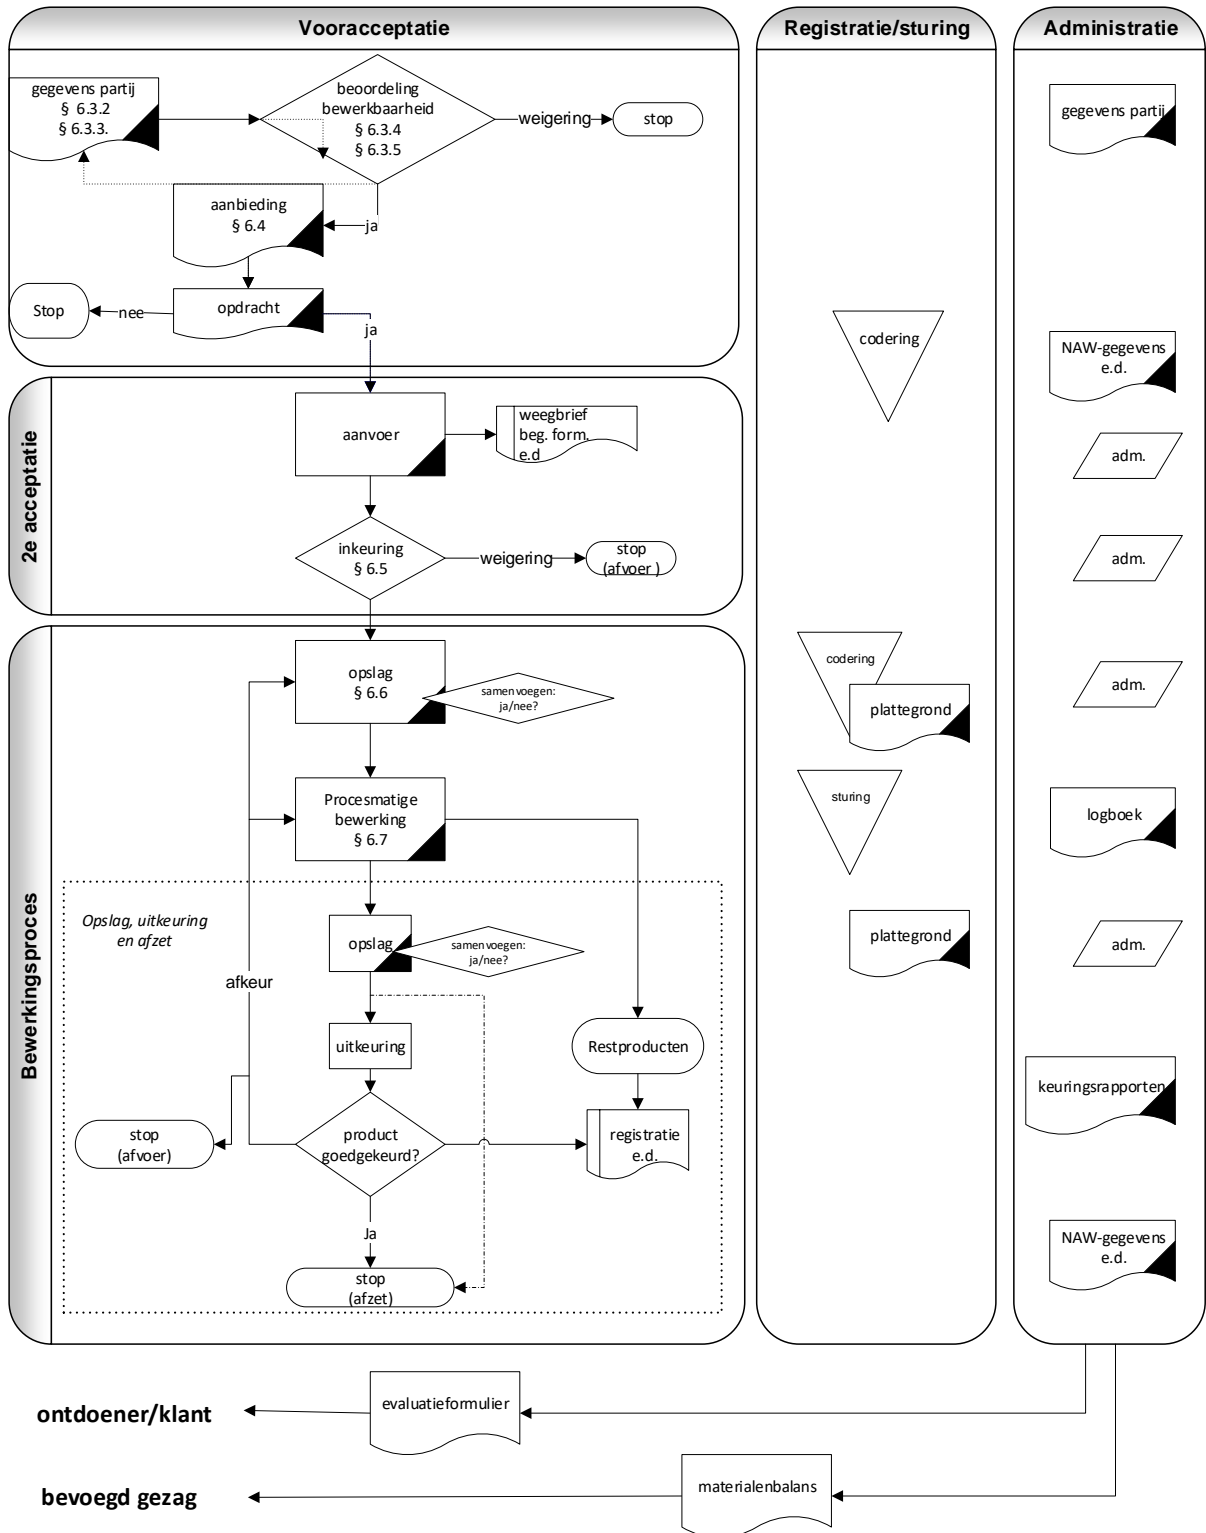 Vooracceptatie
gegevens partij
§ 6.3.2
§ 6.3.3.
beoordeling
bewerkbaarheid
§ 6.3.4
§ 6.3.5
weigering
stop
aanbieding
§ 6.4
ja
Stop
nee
opdracht
ja
2e acceptatie
aanvoer
weegbrief
beg. form.
e.d
inkeuring
§ 6.5
weigering
stop
(afvoer )
Bewerkingsproces
opslag
§ 6.6
samenvoegen:
ja/nee?
Procesmatige
bewerking
§ 6.7
Opslag, uitkeuring
en afzet
opslag
samenvoegen:
ja/nee?
afkeur
uitkeuring
Restproducten
stop
(afvoer)
product
goedgekeurd?
registratie
e.d.
Ja
stop
(afzet)
Registratie/sturing
codering
codering
plattegrond
sturing
plattegrond
Administratie
gegevens partij
NAW-gegevens
e.d.
adm.
adm.
adm.
logboek
adm.
keuringsrapporten
NAW-gegevens
e.d.
ontdoener/klant
evaluatieformulier
bevoegd gezag
materialenbalans